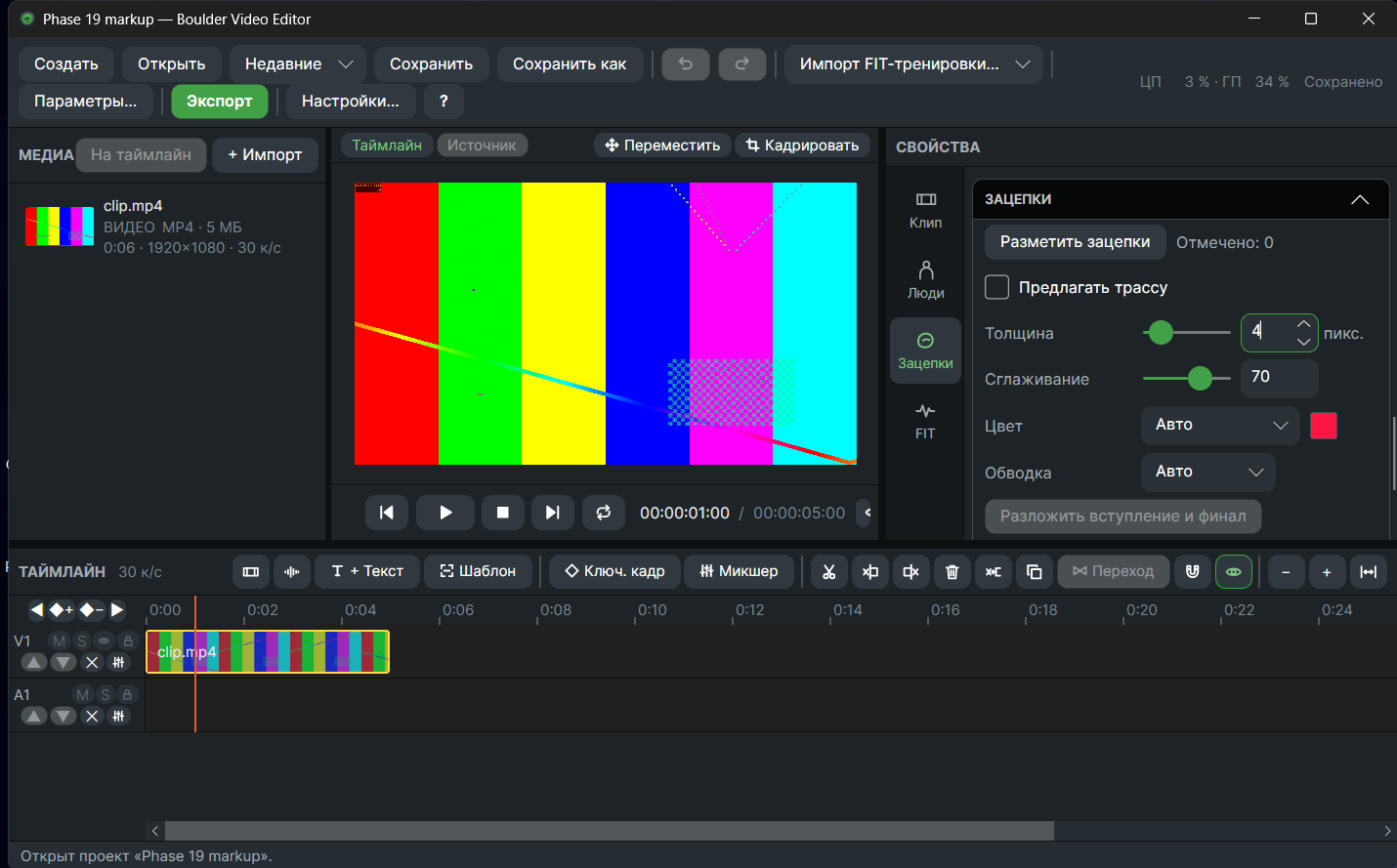 Phase 19 markup — Boulder Video Editor
Создать Открыть Недавние Сохранить Сохранить как Импорт FIT-тренировки...
Параметры... Экспорт Настройки... ?
ЦП 3 % · ГП 34 % Сохранено
МЕДИА На таймлайн + Импорт
clip.mp4
ВИДЕО MP4 · 5 МБ
0:06 · 1920×1080 · 30 к/с
Таймлайн Источник Переместить Кадрировать
00:00:01:00 / 00:00:05:00
СВОЙСТВА
Клип
Люди
Зацепки
FIT
ЗАЦЕПКИ
Разметить зацепки Отмечено: 0
Предлагать трассу
Толщина 4 пикс.
Сглаживание 70
Цвет Авто
Обводка Авто
Разложить вступление и финал
ТАЙМЛАЙН 30 к/с T + Текст Шаблон Ключ. кадр Микшер Переход − +
0:00 0:02 0:04 0:06 0:08 0:10 0:12 0:14 0:16 0:18 0:20 0:22 0:24
V1 M S
clip.mp4
A1 M S
Открыт проект «Phase 19 markup».